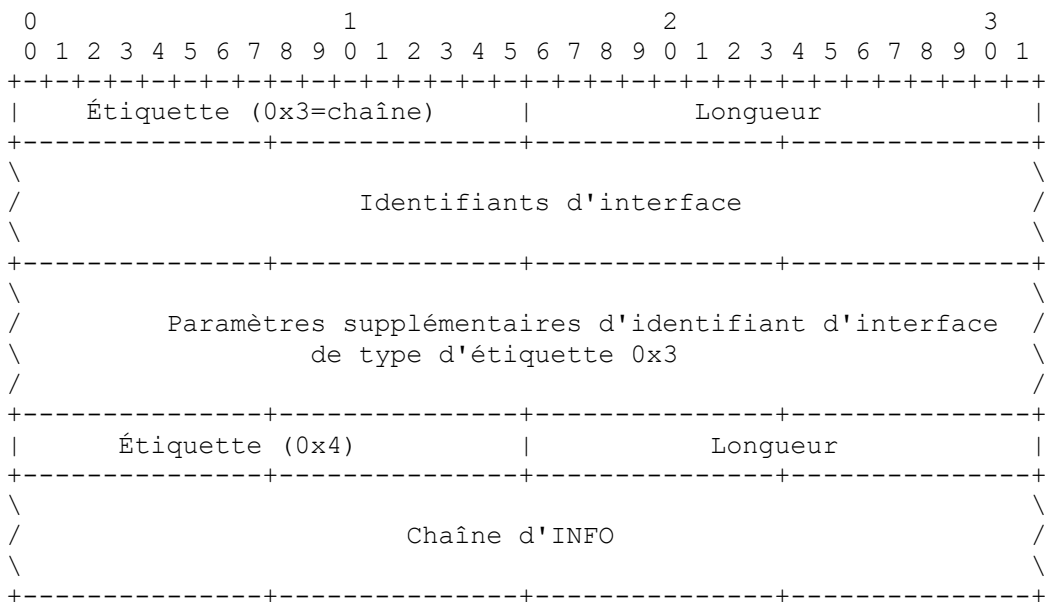 0                   1                   2                   3
 0 1 2 3 4 5 6 7 8 9 0 1 2 3 4 5 6 7 8 9 0 1 2 3 4 5 6 7 8 9 0 1
+-+-+-+-+-+-+-+-+-+-+-+-+-+-+-+-+-+-+-+-+-+-+-+-+-+-+-+-+-+-+-+-+
|    Étiquette (0x3=chaîne)     |          Longueur             |
+---------------+---------------+---------------+---------------+
\                                                               \
/                     Identifiants d'interface                  /
\                                                               \
+---------------+---------------+---------------+---------------+
\                                                               \
/         Paramètres supplémentaires d'identifiant d'interface  /
\                  de type d'étiquette 0x3                      \
/                                                               /
+---------------+---------------+---------------+---------------+
|      Étiquette (0x4)          |           Longueur            |
+---------------+---------------+---------------+---------------+
\                                                               \
/                        Chaîne d'INFO                          /
\                                                               \
+---------------+---------------+---------------+---------------+